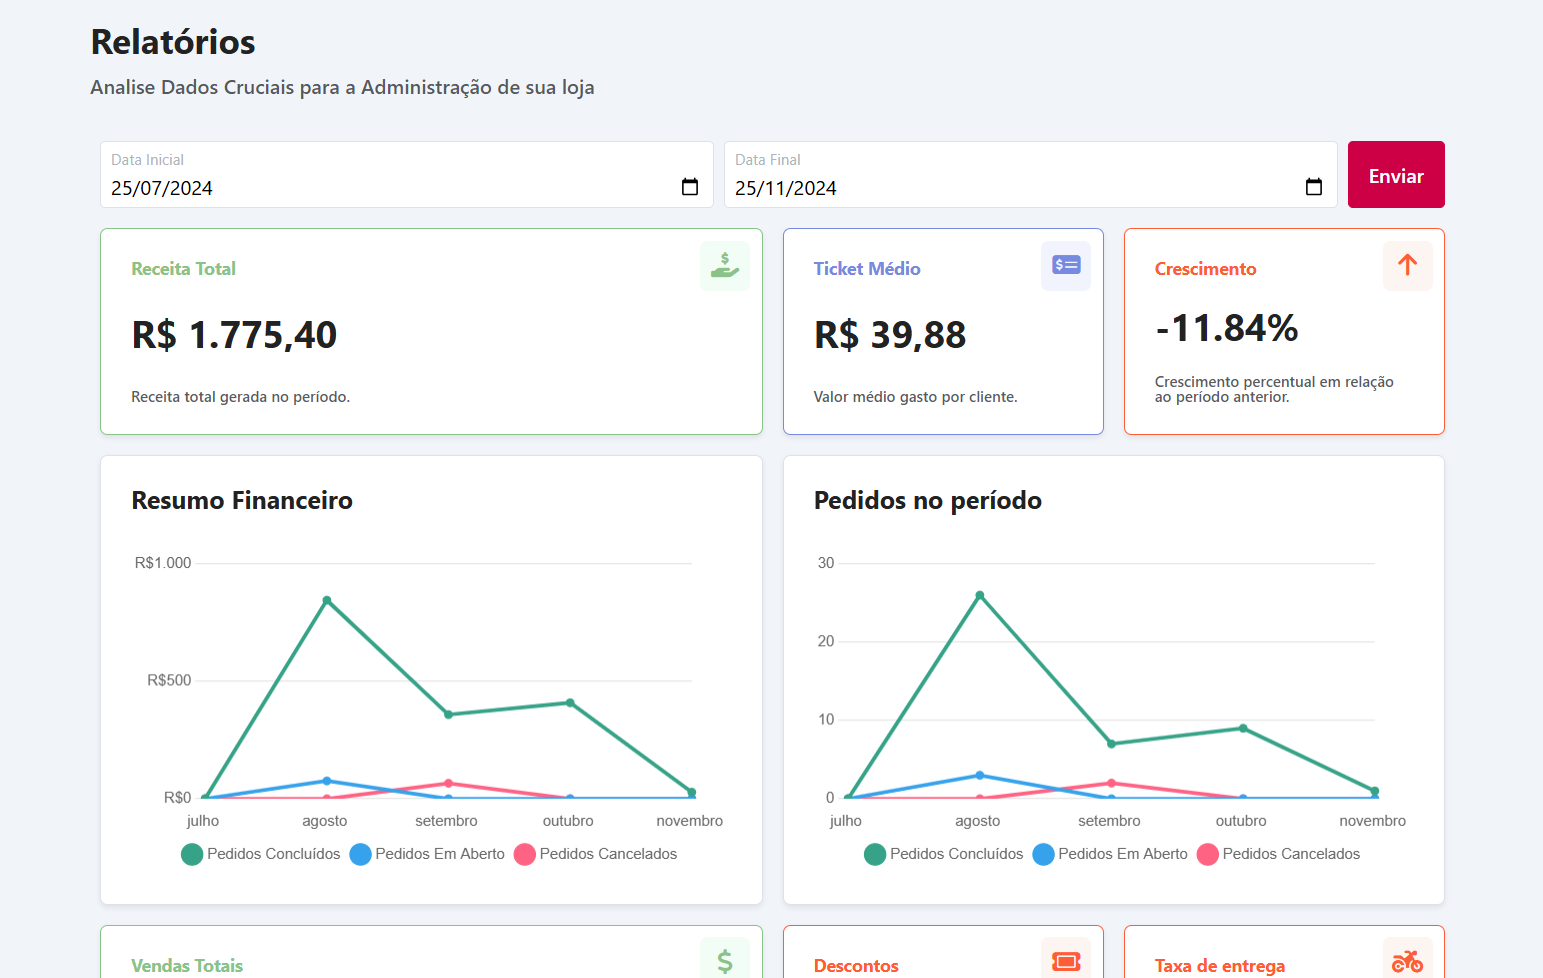 Relatórios
Analise Dados Cruciais para a Administração de sua loja
Data Inicial
25/07/2024
Data Final
25/11/2024
Enviar
Receita Total
R$ 1.775,40
Receita total gerada no período.
Ticket Médio
R$ 39,88
Valor médio gasto por cliente.
Crescimento
-11.84%
Crescimento percentual em relação
ao período anterior.
Resumo Financeiro
R$1.000
R$500
R$0
julho agosto setembro outubro novembro
Pedidos Concluídos Pedidos Em Aberto Pedidos Cancelados
Pedidos no período
30
20
10
0
julho agosto setembro outubro novembro
Pedidos Concluídos Pedidos Em Aberto Pedidos Cancelados
Vendas Totais
Descontos
Taxa de entrega